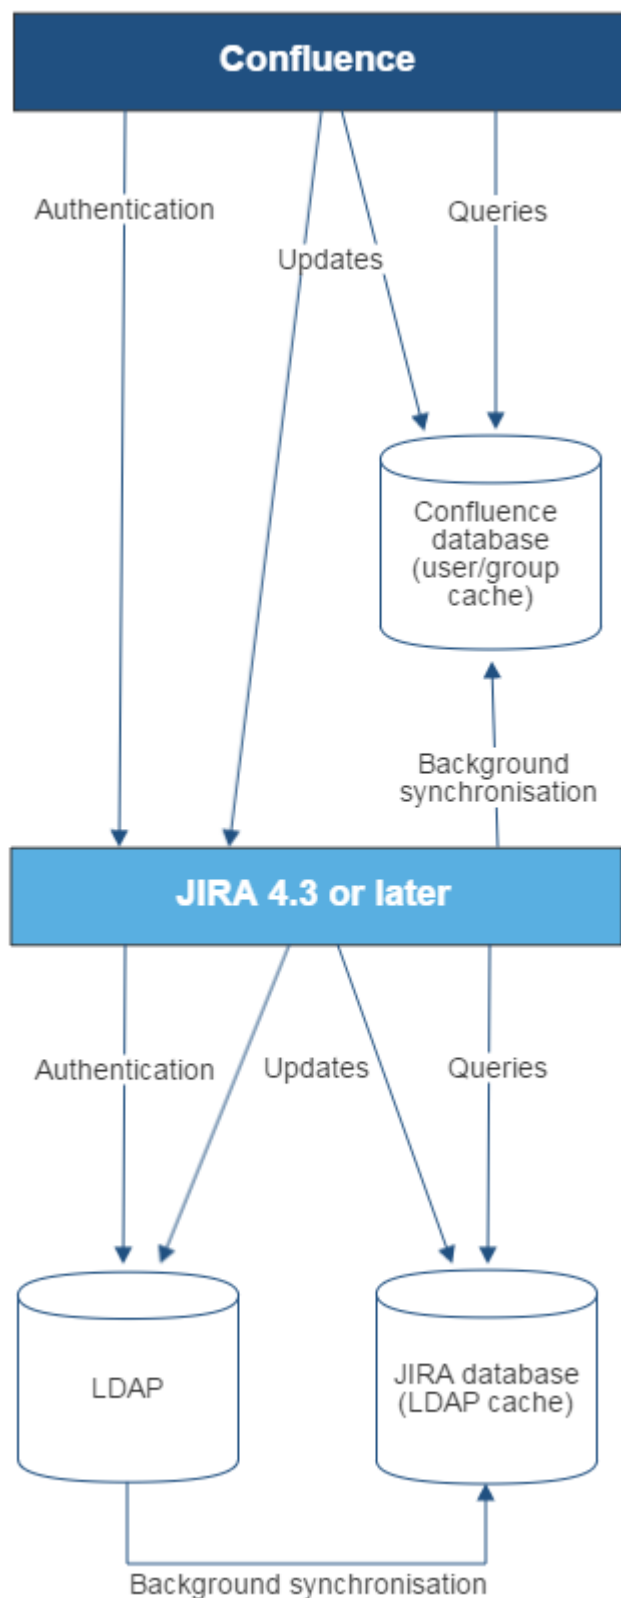 Confluence
Authentication
Queries
Updates
Confluence
database
(user/group
cache)
Background
synchronisation
JIRA 4.3 or later
Authentication
Updates
Queries
LDAP
JIRA database
(LDAP cache)
Background synchronisation